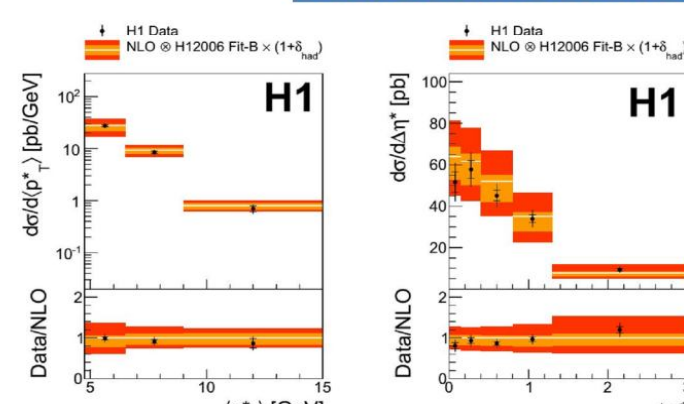 H1 Data
NLO ⊗ H12006 Fit-B × (1+δhad)
H1
dσ/d⟨p*T⟩ [pb/GeV]
10²
10
1
10⁻¹
Data/NLO
2
1
0
5 10 15
H1 Data
NLO ⊗ H12006 Fit-B × (1+δhad)
H1
dσ/dΔη* [pb]
100
80
60
40
20
Data/NLO
2
1
0
0 1 2